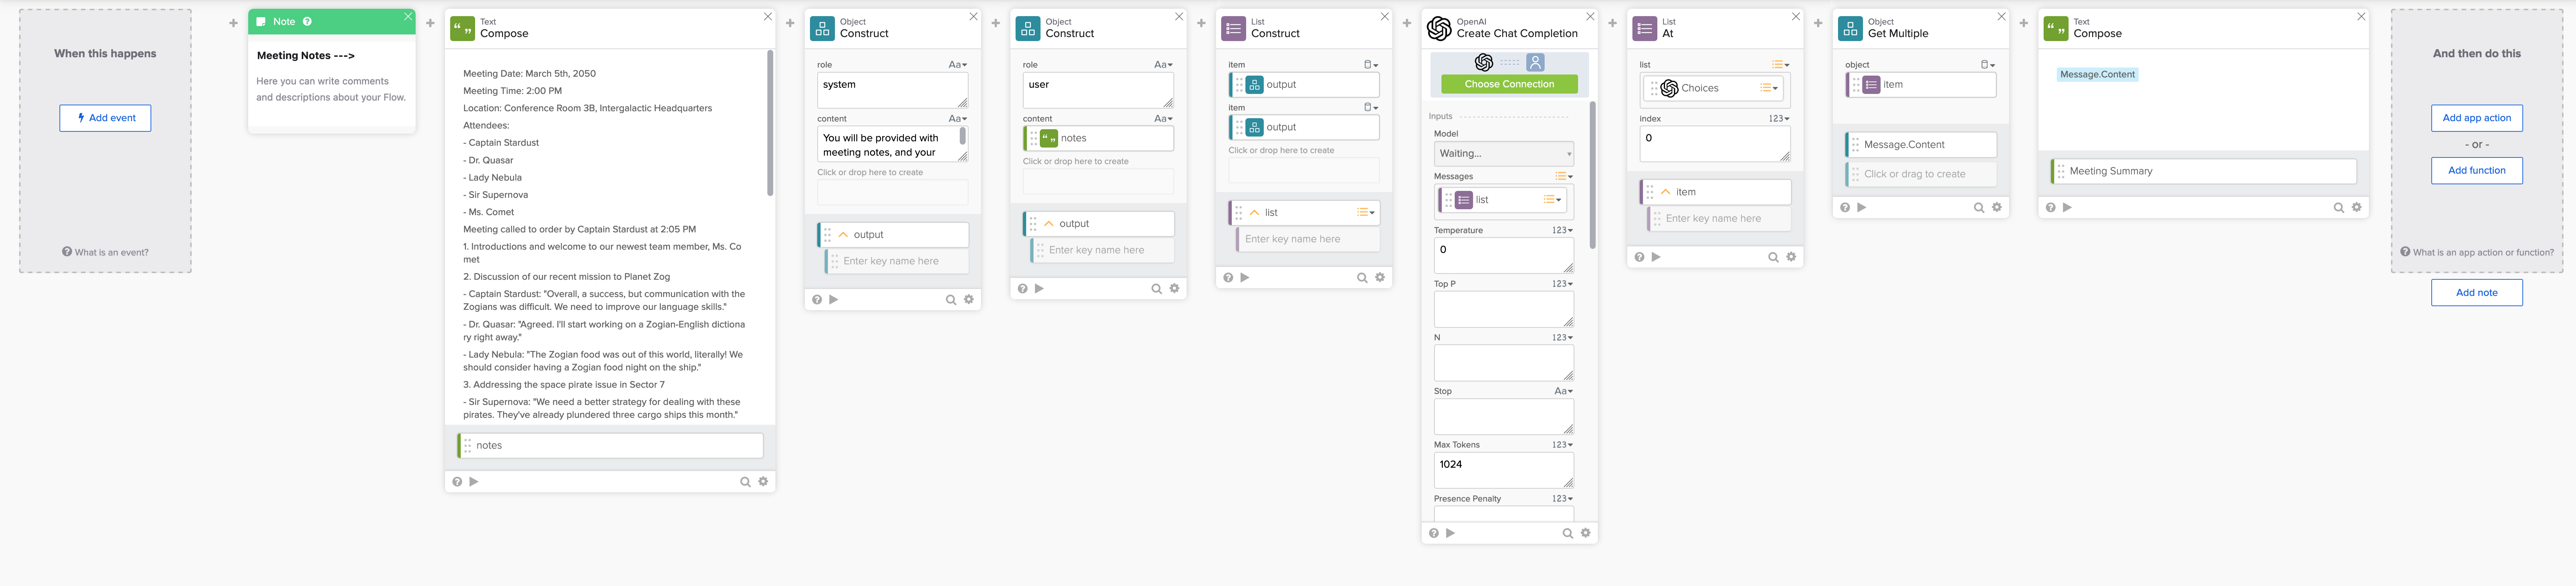 When this happens
Add event
What is an event?
Note
Meeting Notes --->
Here you can write comments
and descriptions about your Flow.
Text
Compose
Meeting Date: March 5th, 2050
Meeting Time: 2:00 PM
Location: Conference Room 3B, Intergalactic Headquarters
Attendees:
- Captain Stardust
- Dr. Quasar
- Lady Nebula
- Sir Supernova
- Ms. Comet
Meeting called to order by Captain Stardust at 2:05 PM
1. Introductions and welcome to our newest team member, Ms. Co
met
2. Discussion of our recent mission to Planet Zog
- Captain Stardust: "Overall, a success, but communication with the
Zogians was difficult. We need to improve our language skills."
- Dr. Quasar: "Agreed. I'll start working on a Zogian-English dictiona
ry right away."
- Lady Nebula: "The Zogian food was out of this world, literally! We
should consider having a Zogian food night on the ship."
3. Addressing the space pirate issue in Sector 7
- Sir Supernova: "We need a better strategy for dealing with these
pirates. They've already plundered three cargo ships this month."
notes
Object
Construct
role
Aa
system
content
Aa
You will be provided with
meeting notes, and your
Click or drop here to create
output
Enter key name here
Object
Construct
role
Aa
user
content
Aa
notes
Click or drop here to create
output
Enter key name here
List
Construct
item
output
item
output
Click or drop here to create
list
Enter key name here
OpenAI
Create Chat Completion
Choose Connection
Inputs
Model
Waiting...
Messages
list
Temperature
123
0
Top P
123
N
123
Stop
Aa
Max Tokens
123
1024
Presence Penalty
123
List
At
list
Choices
index
123
0
item
Enter key name here
Object
Get Multiple
object
item
Message.Content
Click or drag to create
Text
Compose
Message.Content
Meeting Summary
And then do this
Add app action
- or -
Add function
What is an app action or function?
Add note